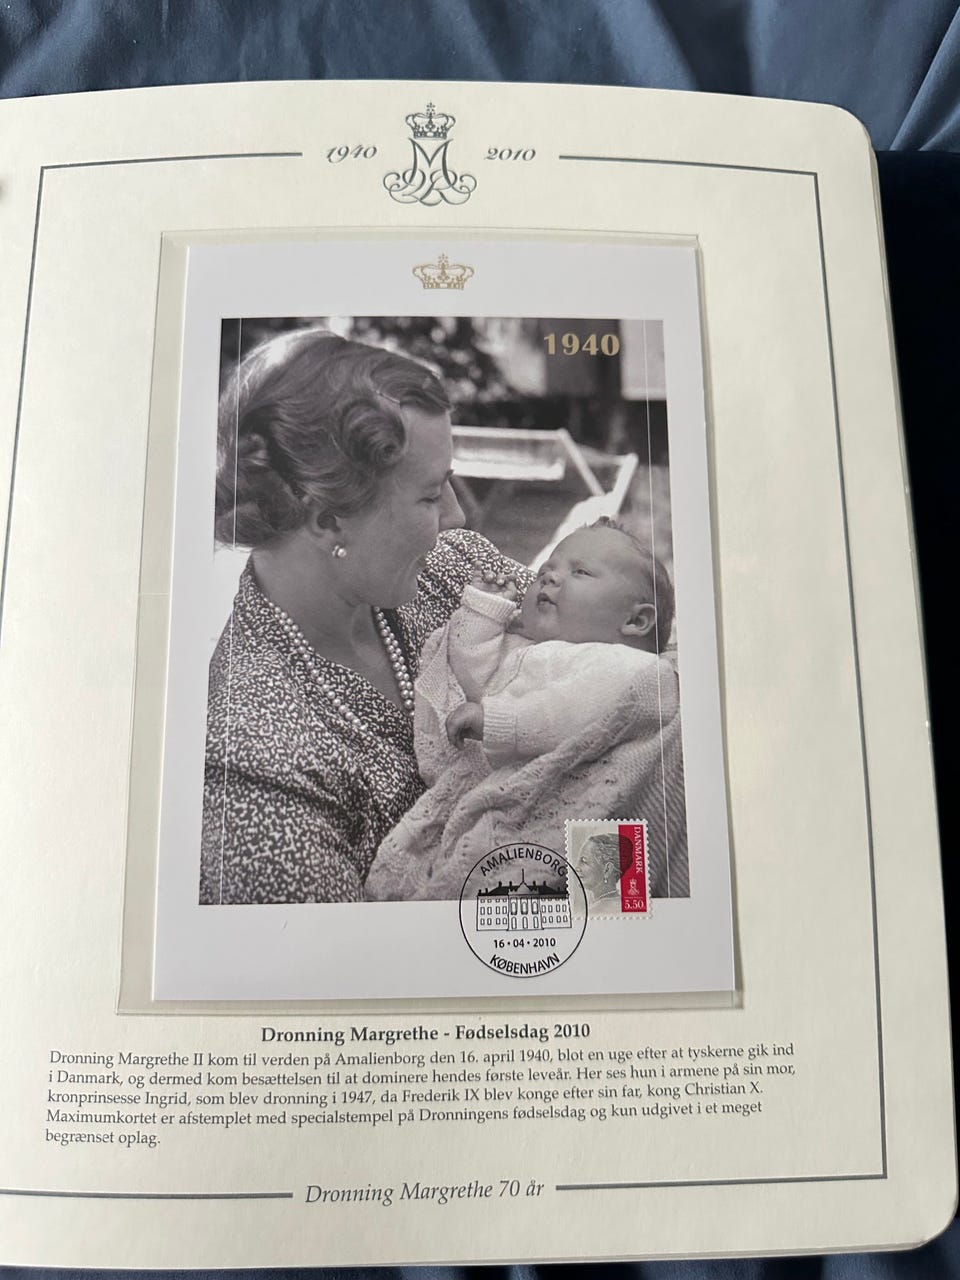 1940 MR 2010
1940
DANMARK
5.50
AMALIENBORG
16•04•2010
KØBENHAVN
Dronning Margrethe - Fødselsdag 2010
Dronning Margrethe II kom til verden på Amalienborg den 16. april 1940, blot en uge efter at tyskerne gik ind
i Danmark, og dermed kom besættelsen til at dominere hendes første leveår. Her ses hun i armene på sin mor,
kronprinsesse Ingrid, som blev dronning i 1947, da Frederik IX blev konge efter sin far, kong Christian X.
Maximumkortet er afstemplet med specialstempel på Dronningens fødselsdag og kun udgivet i et meget
begrænset oplag.
Dronning Margrethe 70 år